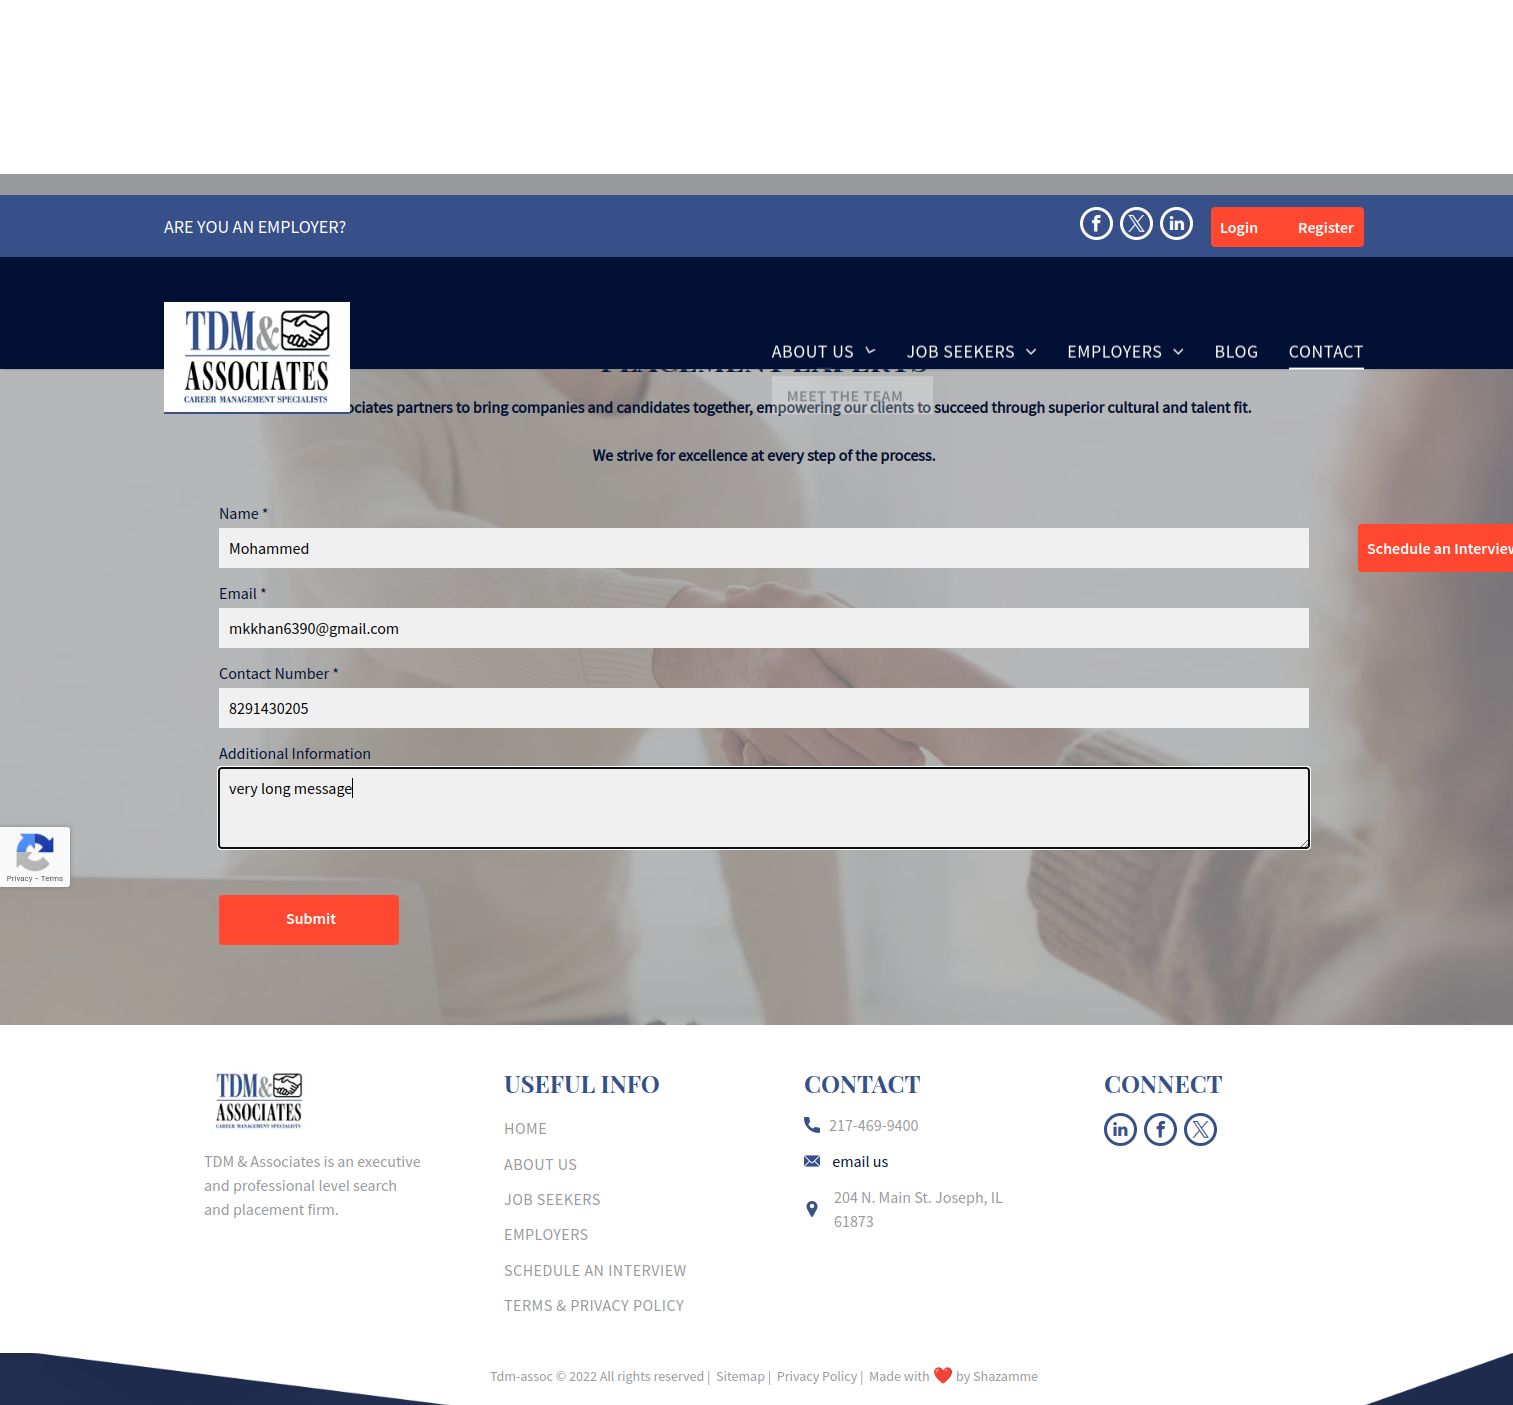 ARE YOU AN EMPLOYER?
Login
Register
TDM&
ASSOCIATES
CAREER MANAGEMENT SPECIALISTS
ABOUT US
JOB SEEKERS
EMPLOYERS
BLOG
CONTACT
MEET THE TEAM
partners to bring companies and candidates together, empowering our clients to succeed through superior cultural and talent fit.
We strive for excellence at every step of the process.
Name *
Mohammed
Schedule an Interview
Email *
mkkhan6390@gmail.com
Contact Number *
8291430205
Additional Information
very long message
Privacy - Terms
Submit
TDM&
ASSOCIATES
CAREER MANAGEMENT SPECIALISTS
TDM & Associates is an executive
and professional level search
and placement firm.
USEFUL INFO
HOME
ABOUT US
JOB SEEKERS
EMPLOYERS
SCHEDULE AN INTERVIEW
TERMS & PRIVACY POLICY
CONTACT
217-469-9400
email us
204 N. Main St. Joseph, IL
61873
CONNECT
Tdm-assoc © 2022 All rights reserved | Sitemap | Privacy Policy | Made with ❤️ by Shazamme